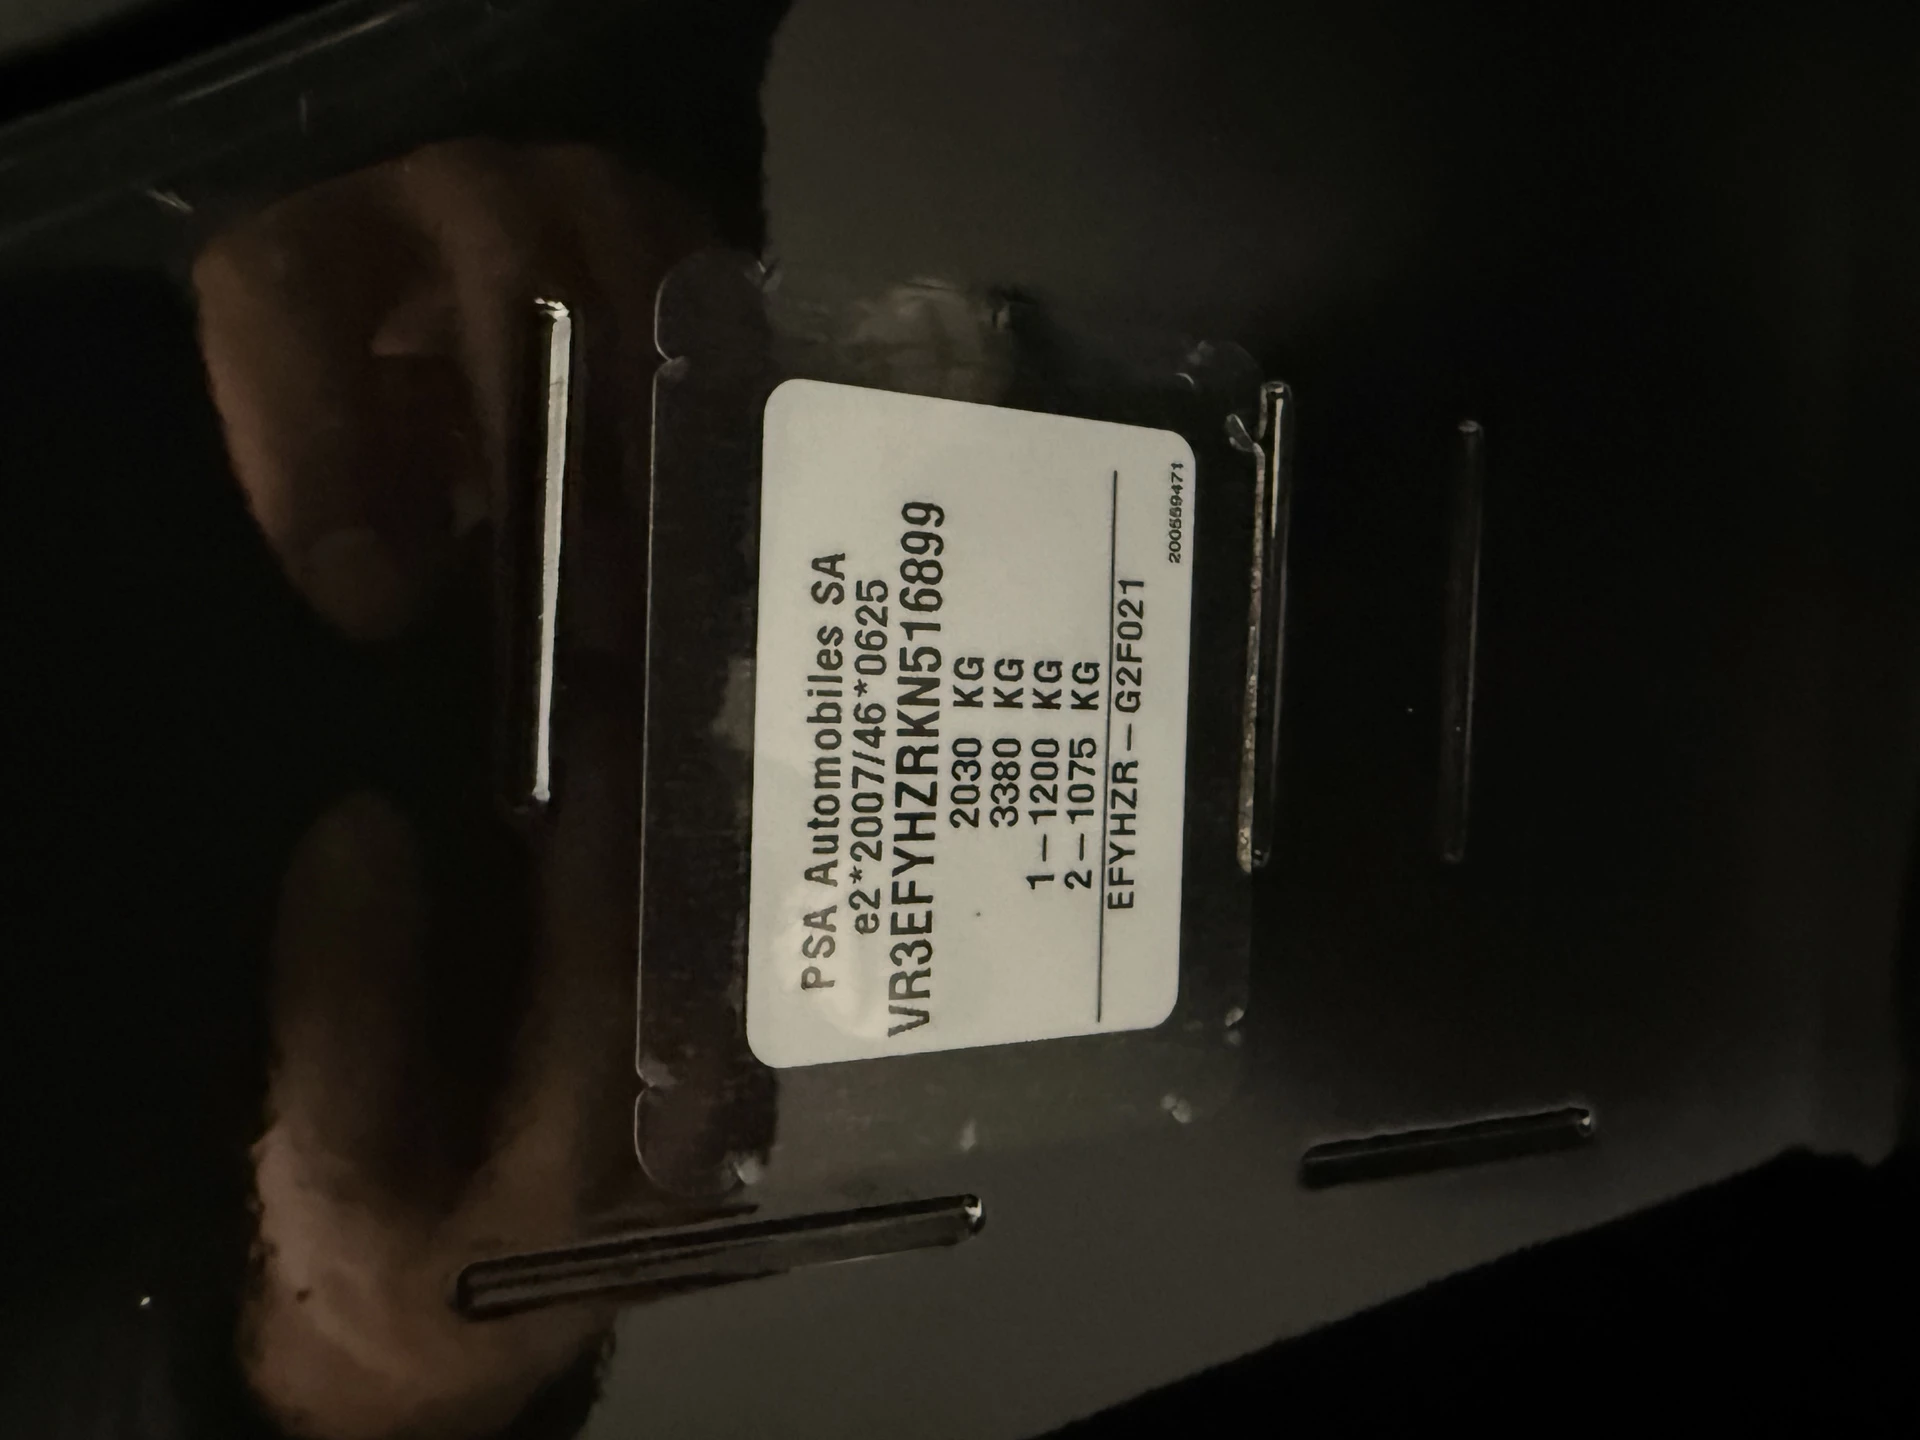 PSA Automobiles SA
e2*2007/46*0625
VR3EFYHZRKN516899
2030 KG
3380 KG
1-1200 KG
2-1075 KG
EFYHZR-G2F021
200559471